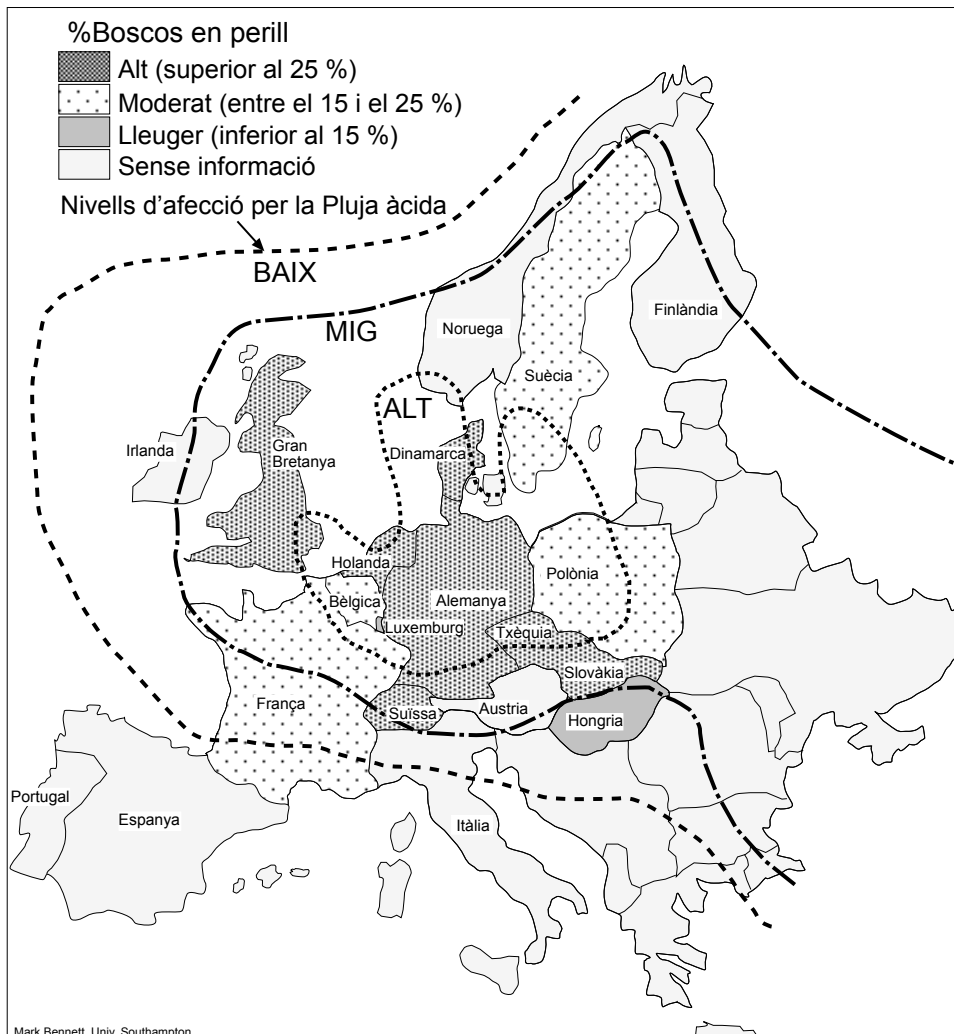 %Boscos en perill
Alt (superior al 25 %)
Moderat (entre el 15 i el 25 %)
Lleuger (inferior al 15 %)
Sense informació
Nivells d'afecció per la Pluja àcida
BAIX
MIG
ALT
Noruega
Finlàndia
Suècia
Irlanda
Gran
Bretanya
Dinamarca
Holanda
Bèlgica
Alemanya
Polònia
Luxemburg
Txèquia
Slovàkia
França
Suïssa
Austria
Hongria
Portugal
Espanya
Itàlia
Mark Bennett, Univ. Southampton